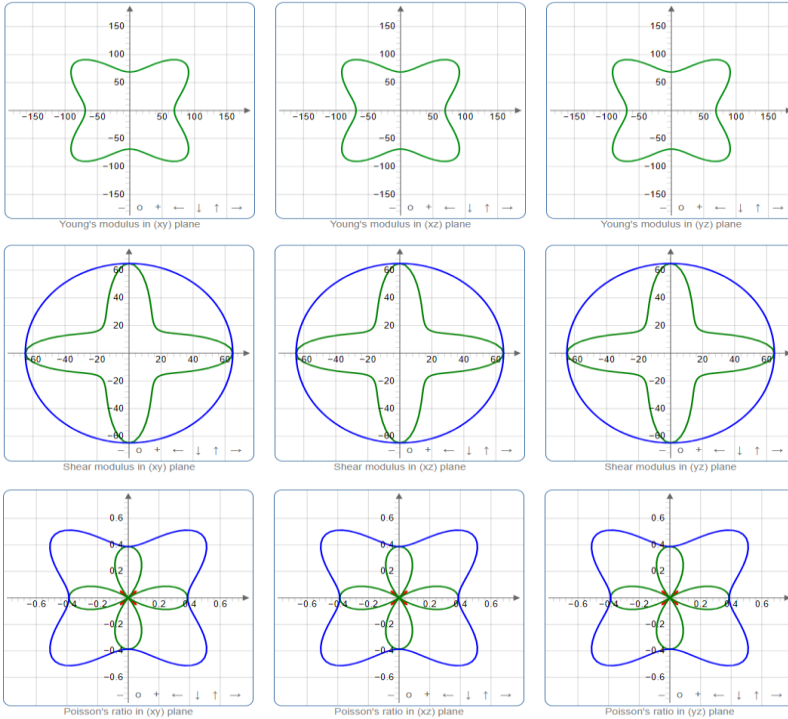 150 150 150
100 100 100
50 50 50
−150 −100 −50 50 100 150 −150 −100 −50 50 100 150 −150 −100 −50 50 100 150
−50 −50 −50
−100 −100 −100
−150 −150 −150
− o + ← ↓ ↑ → − o + ← ↓ ↑ → − o + ← ↓ ↑ →
Young's modulus in (xy) plane Young's modulus in (xz) plane Young's modulus in (yz) plane
60 60 60
40 40 40
20 20 20
−60 −40 −20 20 40 60 −60 −40 −20 20 40 60 −60 −40 −20 20 40 60
−20 −20 −20
−40 −40 −40
−60 −60 −60
− o + ← ↓ ↑ → − o + ← ↓ ↑ → − o + ← ↓ ↑ →
Shear modulus in (xy) plane Shear modulus in (xz) plane Shear modulus in (yz) plane
0.6 0.6 0.6
0.4 0.4 0.4
0.2 0.2 0.2
−0.6 −0.4 −0.2 0.2 0.4 0.6 −0.6 −0.4 −0.2 0.2 0.4 0.6 −0.6 −0.4 −0.2 0.2 0.4 0.6
−0.2 −0.2 −0.2
−0.4 −0.4 −0.4
−0.6 −0.6 −0.6
− o + ← ↓ ↑ → − o + ← ↓ ↑ → − o + ← ↓ ↑ →
Poisson's ratio in (xy) plane Poisson's ratio in (xz) plane Poisson's ratio in (yz) plane